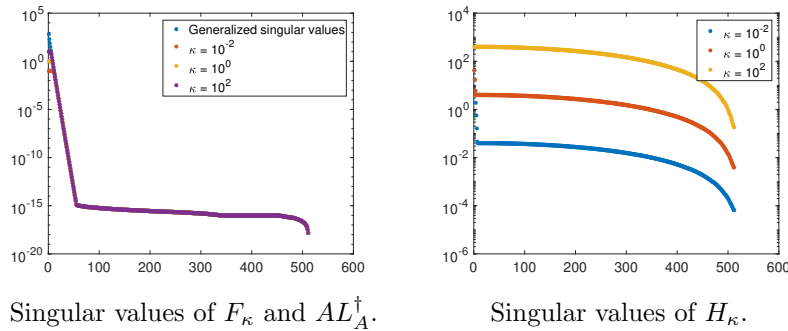 10^5
10^0
10^-5
10^-10
10^-15
10^-20
0 100 200 300 400 500 600
Generalized singular values
κ = 10^-2
κ = 10^0
κ = 10^2
Singular values of F_κ and AL_A^†.
10^4
10^2
10^0
10^-2
10^-4
10^-6
0 100 200 300 400 500 600
κ = 10^-2
κ = 10^0
κ = 10^2
Singular values of H_κ.